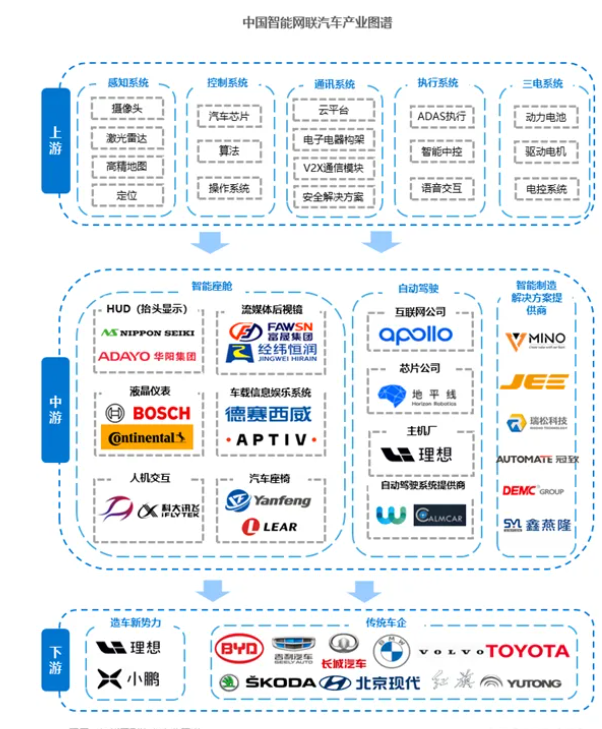 中国智能网联汽车产业图谱
上游
感知系统
摄像头
激光雷达
高精地图
定位
控制系统
汽车芯片
算法
操作系统
通讯系统
云平台
电子电器构架
V2X通信模块
安全解决方案
执行系统
ADAS执行
智能中控
语音交互
三电系统
动力电池
驱动电机
电控系统
中游
智能座舱
HUD（抬头显示）
NIPPON SEIKI
ADAYO 华阳集团
流媒体后视镜
FAWSN
富晟集团
经纬恒润
JINGWEI HIRAIN
液晶仪表
BOSCH
Continental
车载信息娱乐系统
德赛西威
• APTIV •
人机交互
科大讯飞
iFLYTEK
汽车座椅
Yanfeng
LEAR
自动驾驶
互联网公司
apollo
芯片公司
地平线
Horizon Robotics
主机厂
理想
自动驾驶系统提供商
CALMCAR
智能制造
解决方案提
供商
MINO
JEE
瑞松科技
AUTOMATE 冠致
DEMC GROUP
SYL 鑫燕隆
下游
造车新势力
理想
小鹏
传统车企
BYD
吉利汽车
GEELY AUTO
长城汽车
BMW
VOLVO
TOYOTA
ŠKODA
北京现代
红旗
YUTONG